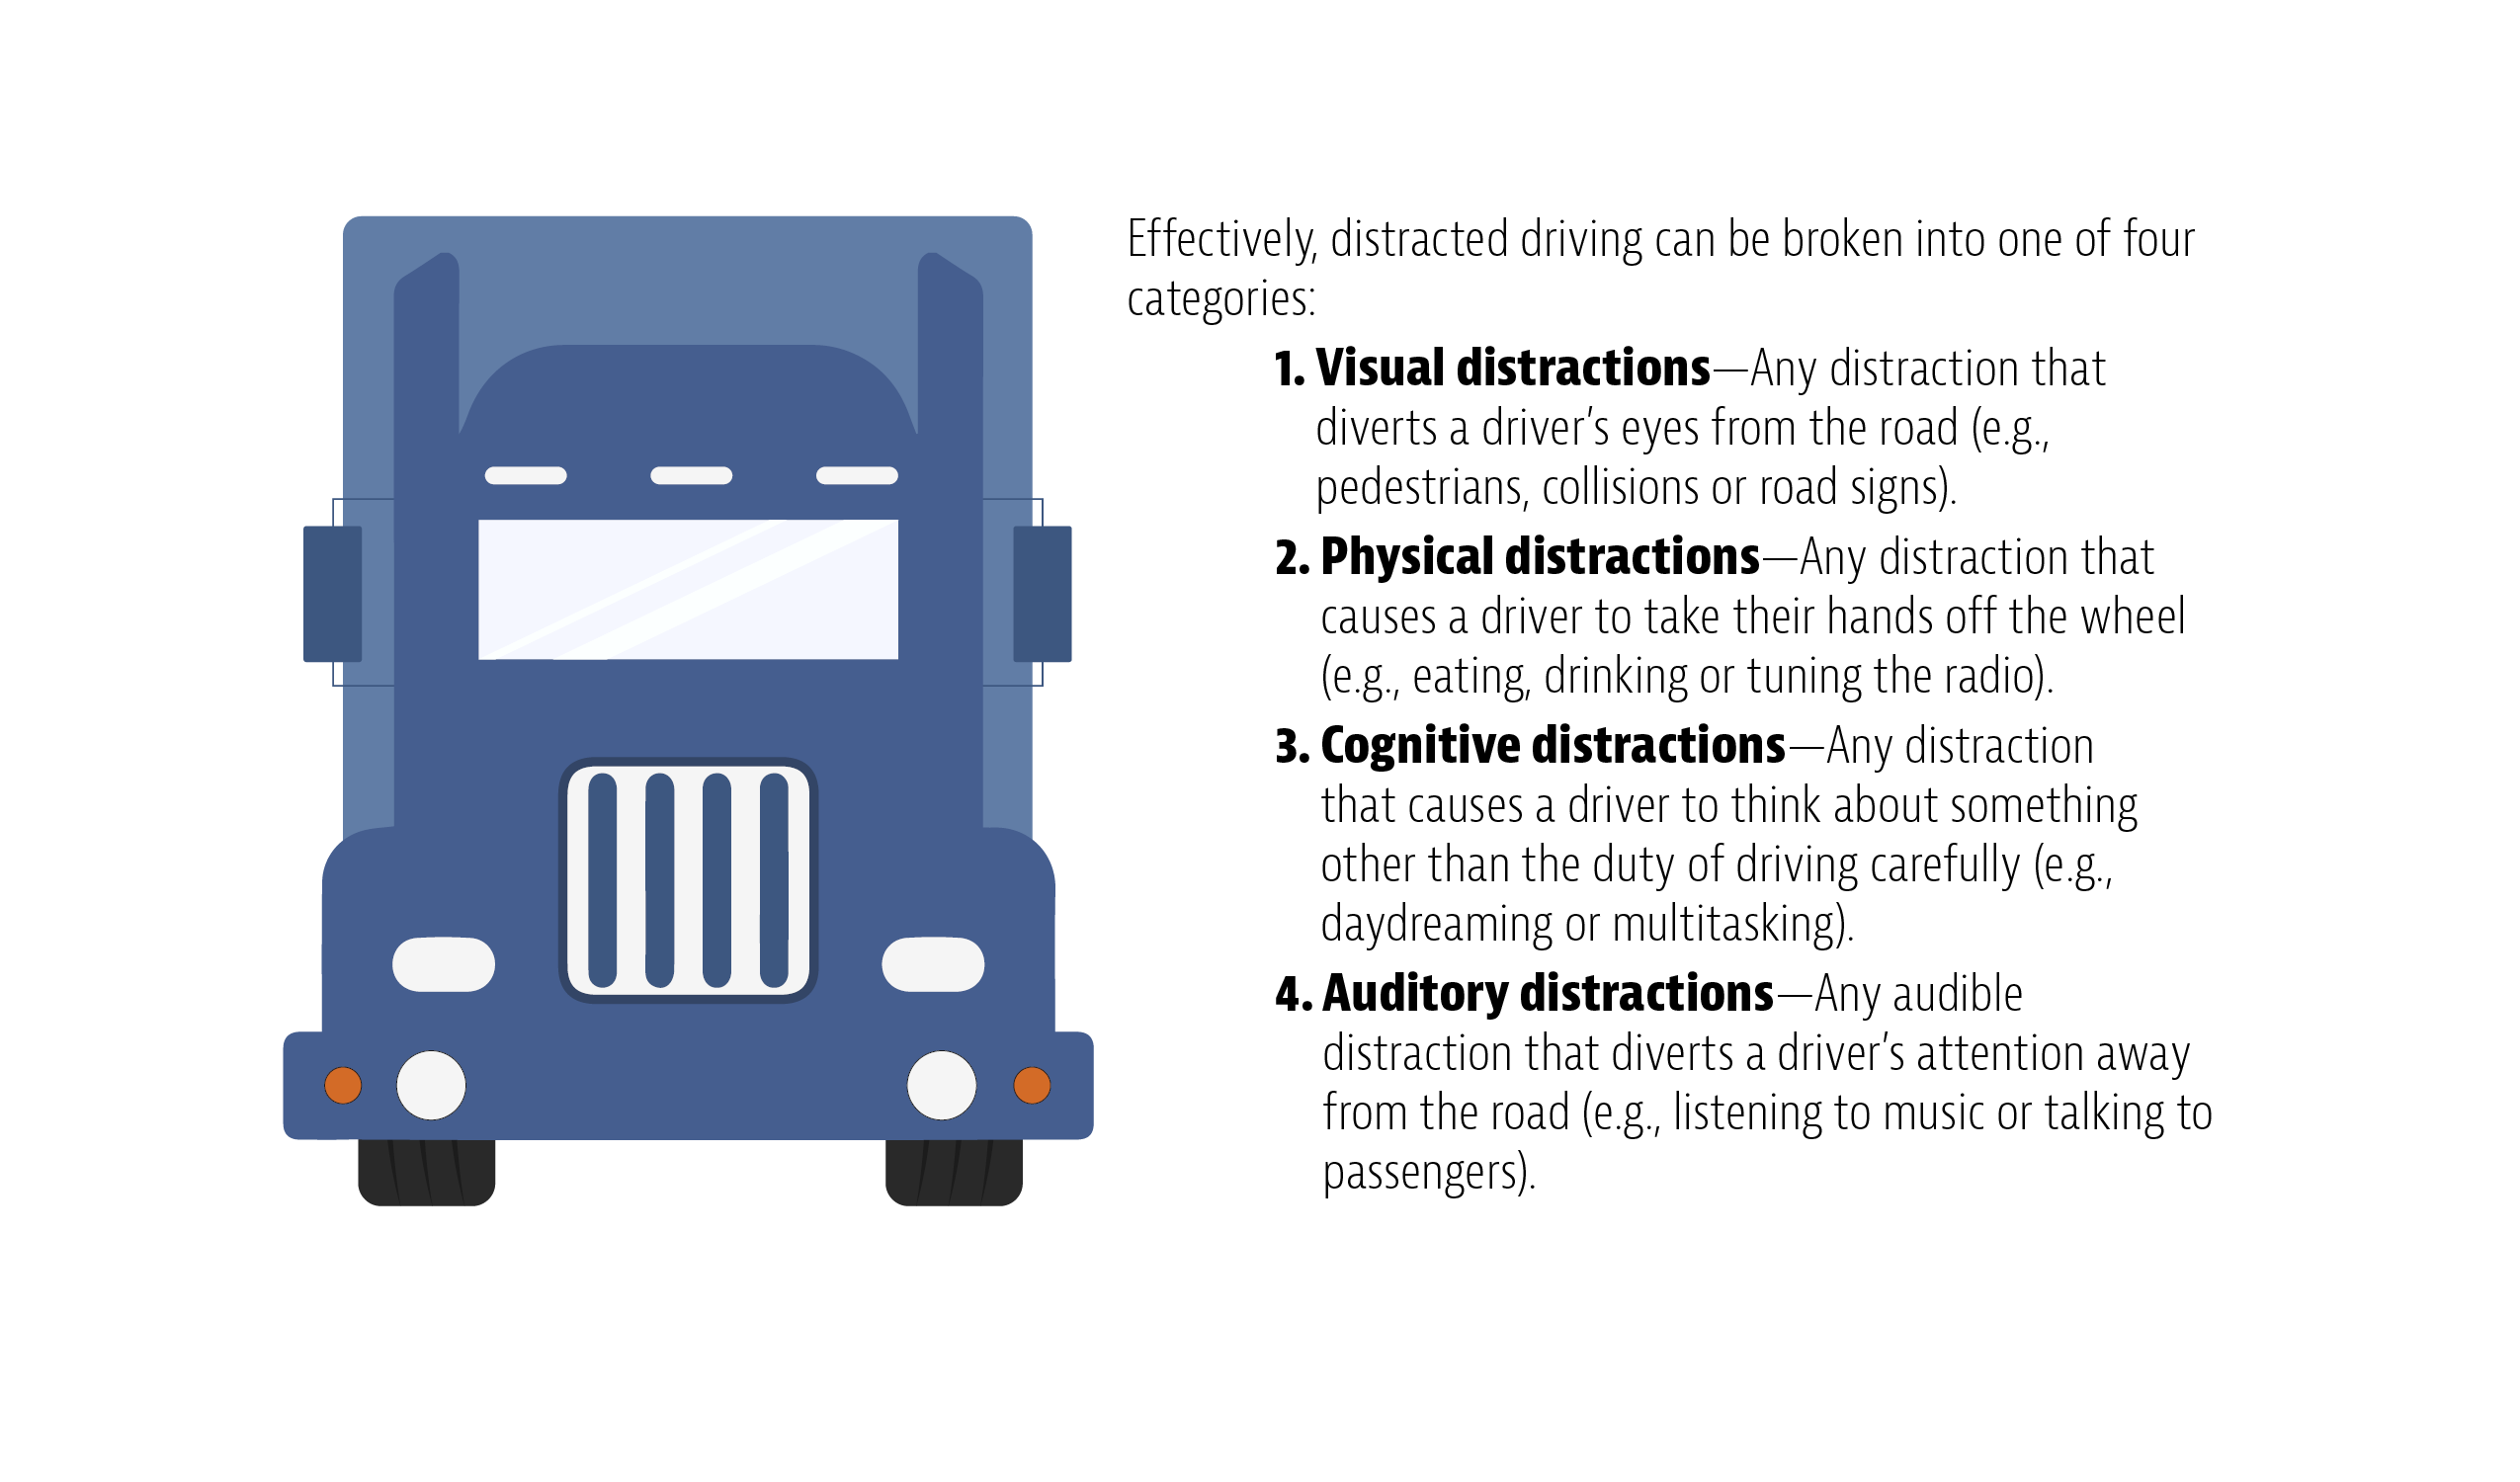 Effectively, distracted driving can be broken into one of four
categories:
1. Visual distractions—Any distraction that
diverts a driver’s eyes from the road (e.g.,
pedestrians, collisions or road signs).
2. Physical distractions—Any distraction that
causes a driver to take their hands off the wheel
(e.g., eating, drinking or tuning the radio).
3. Cognitive distractions—Any distraction
that causes a driver to think about something
other than the duty of driving carefully (e.g.,
daydreaming or multitasking).
4. Auditory distractions—Any audible
distraction that diverts a driver’s attention away
from the road (e.g., listening to music or talking to
passengers).